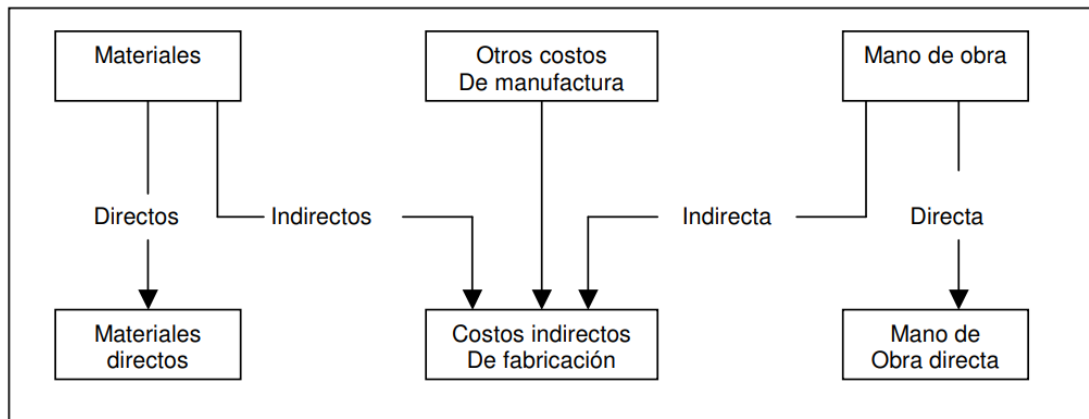 Materiales
Otros costos
De manufactura
Mano de obra
Directos
Indirectos
Indirecta
Directa
Materiales
directos
Costos indirectos
De fabricación
Mano de
Obra directa